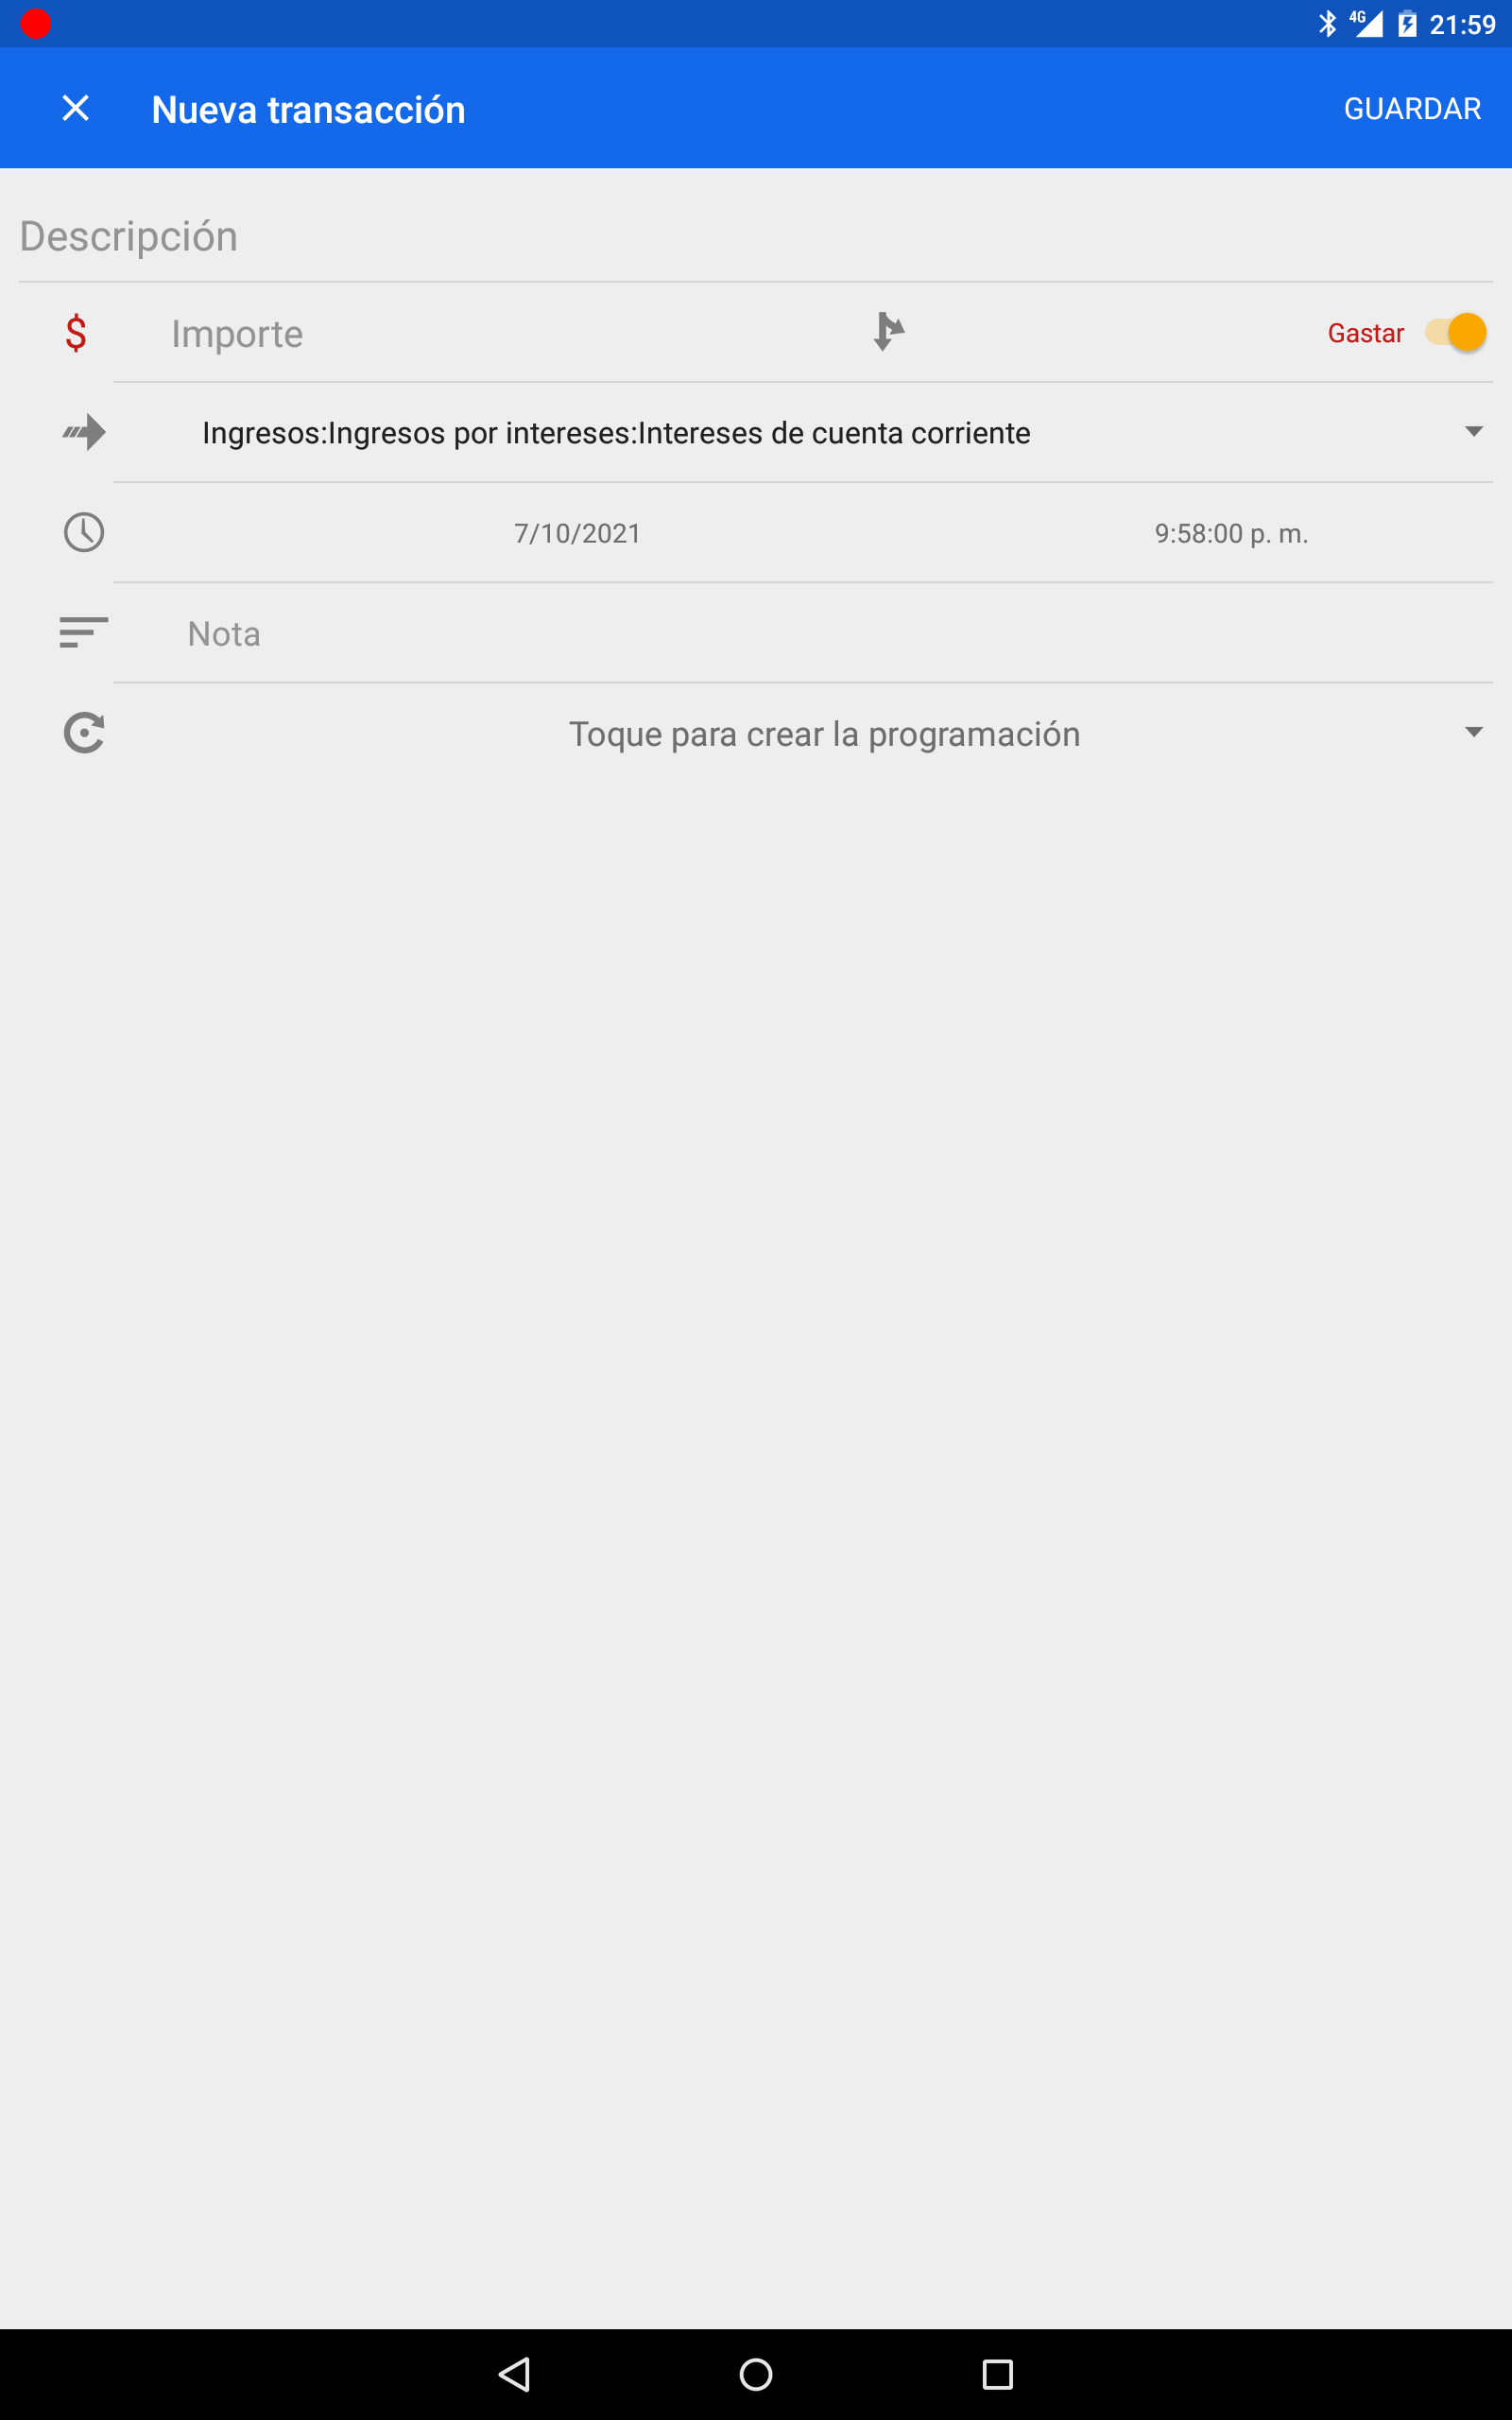 4G 21:59
Nueva transacción GUARDAR
Descripción
$ Importe Gastar
Ingresos:Ingresos por intereses:Intereses de cuenta corriente
7/10/2021 9:58:00 p. m.
Nota
Toque para crear la programación